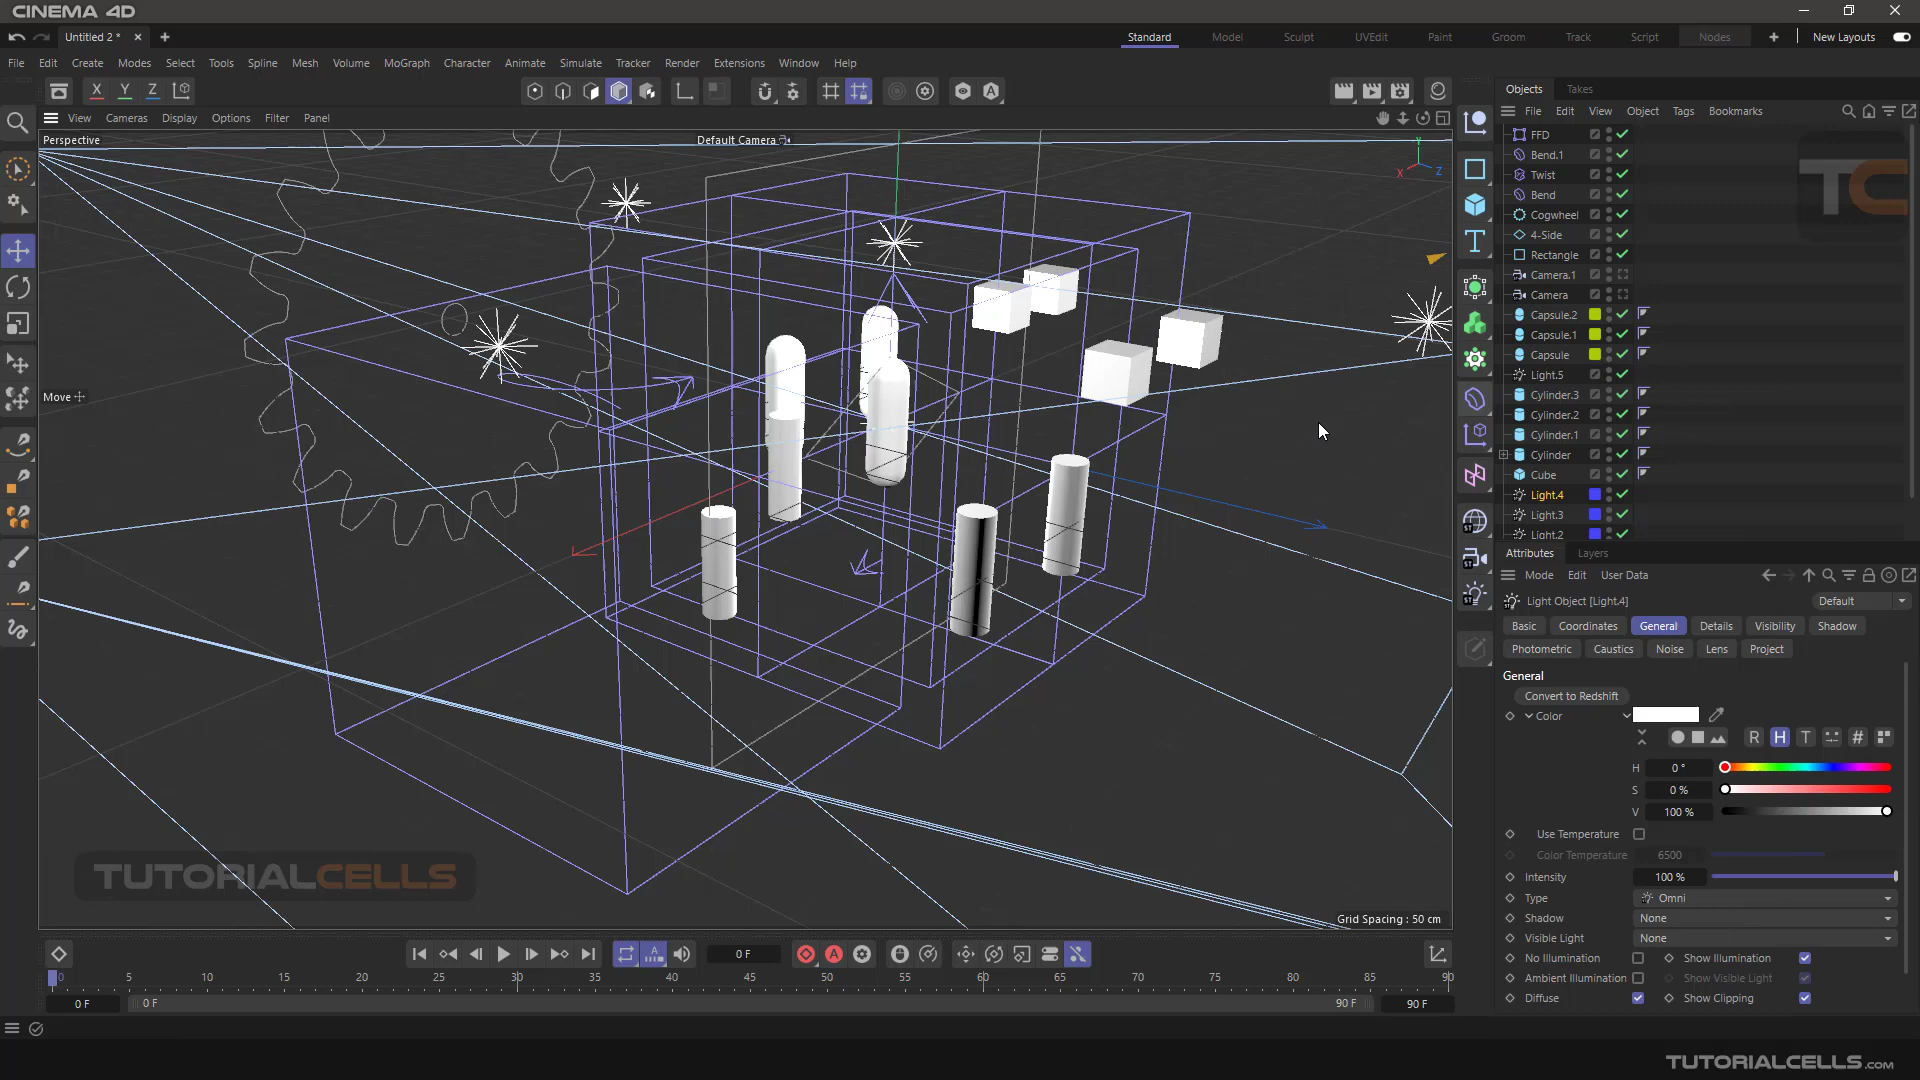 CINEMA 4D
Untitled 2 *
Standard
Model
Sculpt
UVEdit
Paint
Groom
Track
Script
Nodes
New Layouts
File Edit Create Modes Select Tools Spline Mesh Volume MoGraph Character Animate Simulate Tracker Render Extensions Window Help
X Y Z
View Cameras Display Options Filter Panel
Perspective
Default Camera
Y
X
Z
Move
Grid Spacing : 50 cm
TUTORIALCELLS
Objects Takes
File Edit View Object Tags Bookmarks
FFD
Bend.1
Twist
Bend
Cogwheel
4-Side
Rectangle
Camera.1
Camera
Capsule.2
Capsule.1
Capsule
Light.5
Cylinder.3
Cylinder.2
Cylinder.1
Cylinder
Cube
Light.4
Light.3
Light.2
TC
Attributes Layers
Mode Edit User Data
Light Object [Light.4]
Default
Basic Coordinates General Details Visibility Shadow
Photometric Caustics Noise Lens Project
General
Convert to Redshift
Color
R H T #
H 0 °
S 0 %
V 100 %
Use Temperature
Color Temperature 6500
Intensity 100 %
Type Omni
Shadow None
Visible Light None
No Illumination Show Illumination
Ambient Illumination Show Visible Light
Diffuse Show Clipping
0 F
0 5 10 15 20 25 30 35 40 45 50 55 60 65 70 75 80 85 90
0 F 0 F 90 F 90 F
TUTORIALCELLS.com